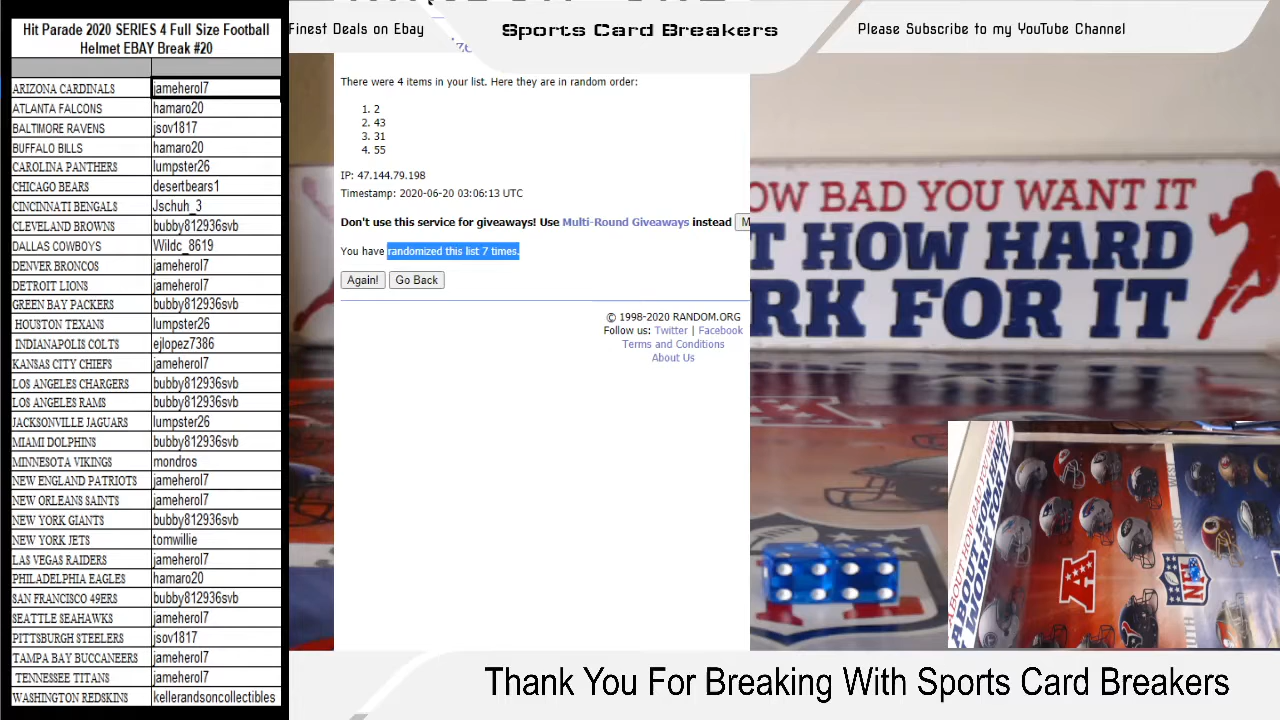 Hit Parade 2020 SERIES 4 Full Size Football
Helmet EBAY Break #20
ARIZONA CARDINALS jameherol7
ATLANTA FALCONS hamaro20
BALTIMORE RAVENS jsov1817
BUFFALO BILLS hamaro20
CAROLINA PANTHERS lumpster26
CHICAGO BEARS desertbears1
CINCINNATI BENGALS Jschuh_3
CLEVELAND BROWNS bubby812936svb
DALLAS COWBOYS Wildc_8619
DENVER BRONCOS jameherol7
DETROIT LIONS jameherol7
GREEN BAY PACKERS bubby812936svb
HOUSTON TEXANS lumpster26
INDIANAPOLIS COLTS ejlopez7386
KANSAS CITY CHIEFS jameherol7
LOS ANGELES CHARGERS bubby812936svb
LOS ANGELES RAMS bubby812936svb
JACKSONVILLE JAGUARS lumpster26
MIAMI DOLPHINS bubby812936svb
MINNESOTA VIKINGS mondros
NEW ENGLAND PATRIOTS jameherol7
NEW ORLEANS SAINTS jameherol7
NEW YORK GIANTS bubby812936svb
NEW YORK JETS tomwillie
LAS VEGAS RAIDERS jameherol7
PHILADELPHIA EAGLES hamaro20
SAN FRANCISCO 49ERS bubby812936svb
SEATTLE SEAHAWKS jameherol7
PITTSBURGH STEELERS jsov1817
TAMPA BAY BUCCANEERS jameherol7
TENNESSEE TITANS jameherol7
WASHINGTON REDSKINS kellerandsoncollectibles
Finest Deals on Ebay
Sports Card Breakers
Please Subscribe to my YouTube Channel
There were 4 items in your list. Here they are in random order:
1. 2
2. 43
3. 31
4. 55
IP: 47.144.79.198
Timestamp: 2020-06-20 03:06:13 UTC
Don't use this service for giveaways! Use Multi-Round Giveaways instead M
You have randomized this list 7 times.
Again! Go Back
© 1998-2020 RANDOM.ORG
Follow us: Twitter | Facebook
Terms and Conditions
About Us
OW BAD YOU WANT IT
T HOW HARD
RK FOR IT
Thank You For Breaking With Sports Card Breakers